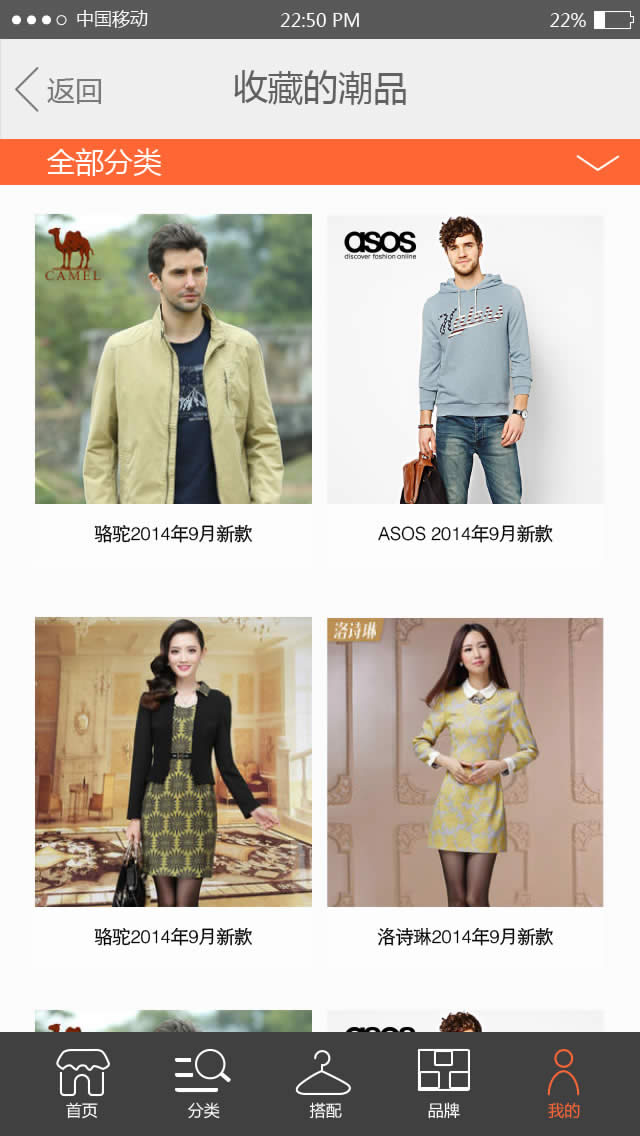 中国移动 22:50 PM 22%
返回 收藏的潮品
全部分类
CAMEL
asos
discover fashion online
骆驼2014年9月新款 ASOS 2014年9月新款
洛诗琳
骆驼2014年9月新款 洛诗琳2014年9月新款
首页 分类 搭配 品牌 我的